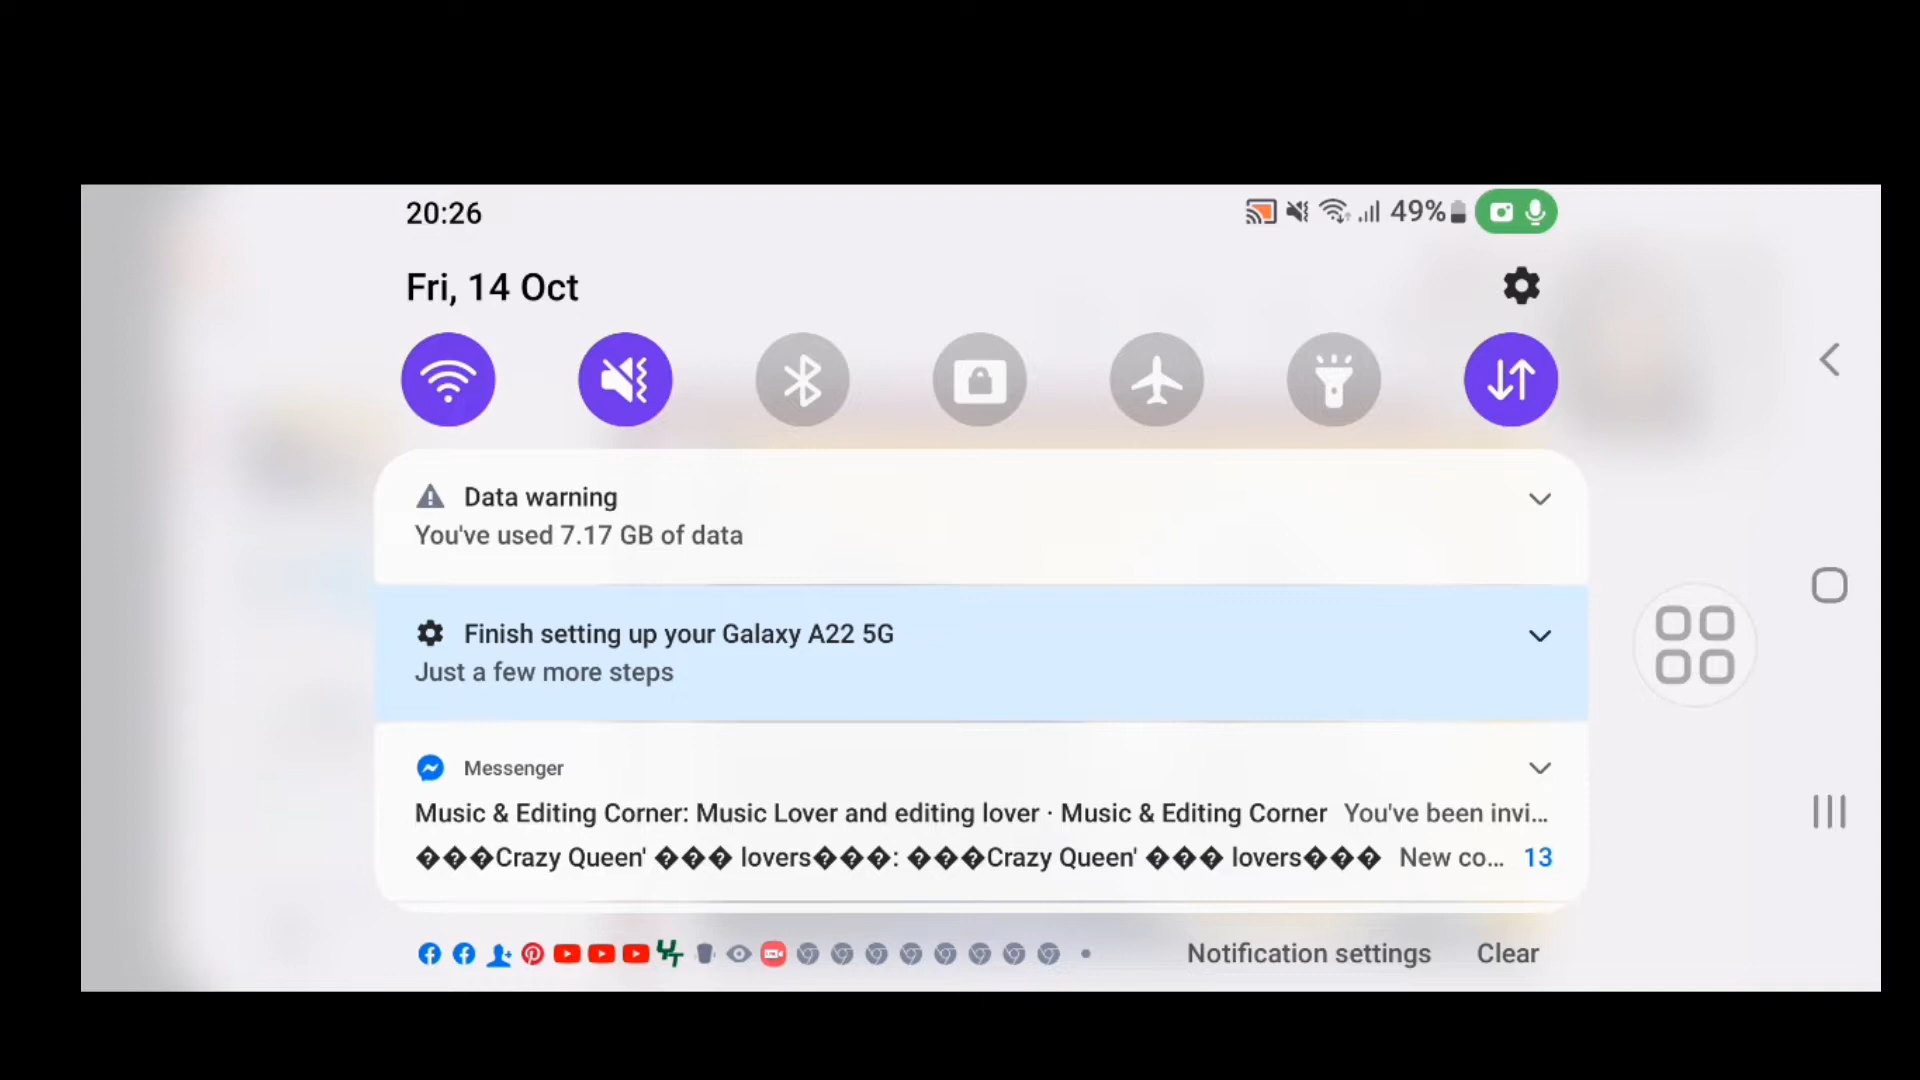 20:26
49%
Fri, 14 Oct
Data warning
You've used 7.17 GB of data
Finish setting up your Galaxy A22 5G
Just a few more steps
Messenger
Music & Editing Corner: Music Lover and editing lover · Music & Editing Corner You've been invi...
���Crazy Queen' ��� lovers���: ���Crazy Queen' ��� lovers��� New co... 13
Notification settings Clear